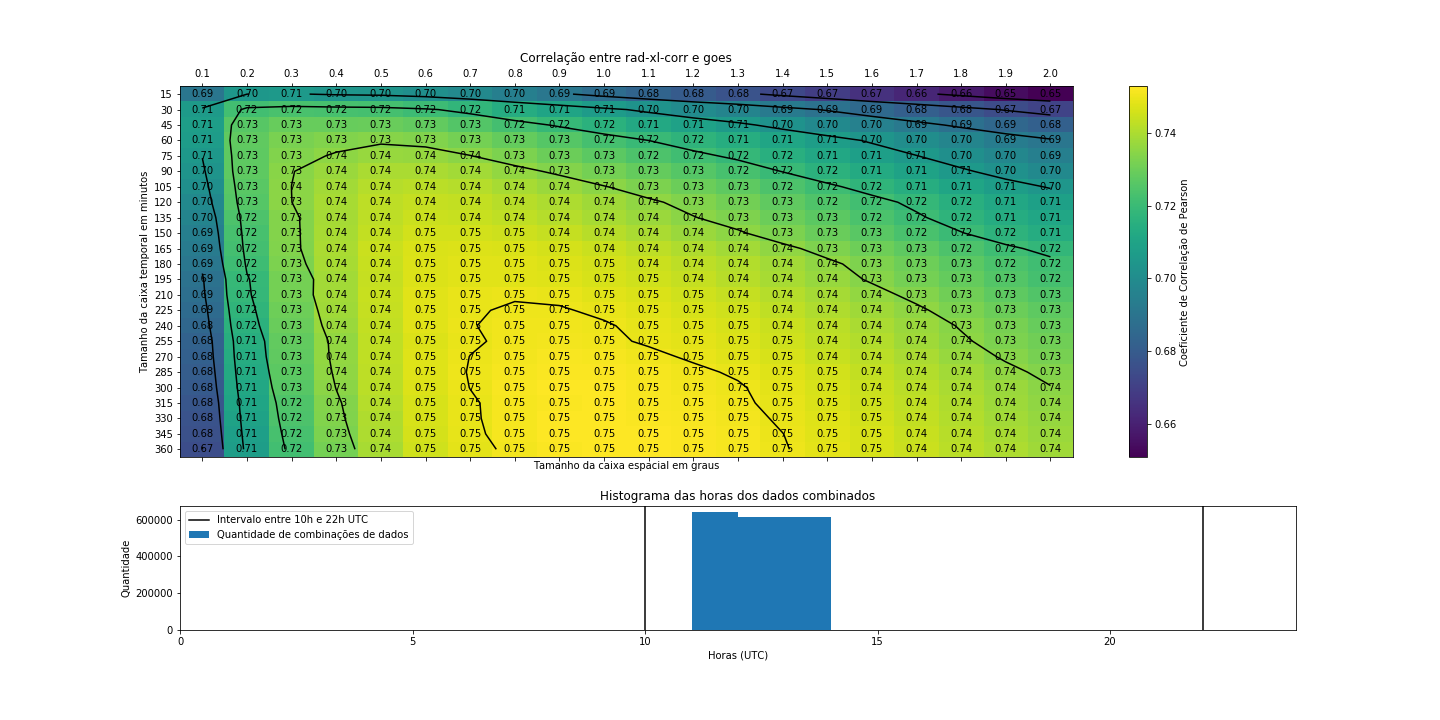 Correlação entre rad-xl-corr e goes
0.1 0.2 0.3 0.4 0.5 0.6 0.7 0.8 0.9 1.0 1.1 1.2 1.3 1.4 1.5 1.6 1.7 1.8 1.9 2.0
15 0.69 0.70 0.71 0.70 0.70 0.70 0.70 0.70 0.69 0.69 0.68 0.68 0.68 0.67 0.67 0.67 0.66 0.66 0.65 0.65
30 0.71 0.72 0.72 0.72 0.72 0.72 0.72 0.71 0.71 0.71 0.70 0.70 0.70 0.69 0.69 0.69 0.68 0.68 0.67 0.67
45 0.71 0.73 0.73 0.73 0.73 0.73 0.73 0.72 0.72 0.72 0.71 0.71 0.71 0.70 0.70 0.70 0.69 0.69 0.69 0.68
60 0.71 0.73 0.73 0.73 0.73 0.73 0.73 0.73 0.73 0.72 0.72 0.72 0.71 0.71 0.71 0.70 0.70 0.70 0.69 0.69
75 0.71 0.73 0.73 0.74 0.74 0.74 0.74 0.73 0.73 0.73 0.72 0.72 0.72 0.72 0.71 0.71 0.71 0.70 0.70 0.69
90 0.70 0.73 0.73 0.74 0.74 0.74 0.74 0.74 0.73 0.73 0.73 0.72 0.72 0.72 0.72 0.71 0.71 0.71 0.70 0.70
105 0.70 0.73 0.74 0.74 0.74 0.74 0.74 0.74 0.74 0.74 0.73 0.73 0.73 0.72 0.72 0.72 0.71 0.71 0.71 0.70
120 0.70 0.73 0.73 0.74 0.74 0.74 0.74 0.74 0.74 0.74 0.74 0.73 0.73 0.73 0.72 0.72 0.72 0.72 0.71 0.71
135 0.70 0.72 0.73 0.74 0.74 0.74 0.74 0.74 0.74 0.74 0.74 0.74 0.73 0.73 0.73 0.72 0.72 0.72 0.71 0.71
150 0.69 0.72 0.73 0.74 0.74 0.75 0.75 0.74 0.74 0.74 0.74 0.74 0.74 0.73 0.73 0.73 0.72 0.72 0.72 0.71
165 0.69 0.72 0.73 0.74 0.74 0.75 0.75 0.75 0.75 0.74 0.74 0.74 0.74 0.74 0.73 0.73 0.73 0.72 0.72 0.72
180 0.69 0.72 0.73 0.74 0.74 0.75 0.75 0.75 0.75 0.75 0.74 0.74 0.74 0.74 0.74 0.73 0.73 0.73 0.72 0.72
195 0.69 0.72 0.73 0.74 0.74 0.75 0.75 0.75 0.75 0.75 0.75 0.74 0.74 0.74 0.74 0.73 0.73 0.73 0.73 0.72
210 0.69 0.72 0.73 0.74 0.74 0.75 0.75 0.75 0.75 0.75 0.75 0.75 0.74 0.74 0.74 0.74 0.73 0.73 0.73 0.73
225 0.69 0.72 0.73 0.74 0.74 0.75 0.75 0.75 0.75 0.75 0.75 0.75 0.74 0.74 0.74 0.74 0.74 0.73 0.73 0.73
240 0.68 0.72 0.73 0.74 0.74 0.75 0.75 0.75 0.75 0.75 0.75 0.75 0.75 0.74 0.74 0.74 0.74 0.73 0.73 0.73
255 0.68 0.71 0.73 0.74 0.74 0.75 0.75 0.75 0.75 0.75 0.75 0.75 0.75 0.75 0.74 0.74 0.74 0.74 0.73 0.73
270 0.68 0.71 0.73 0.74 0.74 0.75 0.75 0.75 0.75 0.75 0.75 0.75 0.75 0.75 0.75 0.74 0.74 0.74 0.73 0.73
285 0.68 0.71 0.73 0.74 0.74 0.75 0.75 0.75 0.75 0.75 0.75 0.75 0.75 0.75 0.75 0.74 0.74 0.74 0.74 0.73
300 0.68 0.71 0.73 0.74 0.74 0.75 0.75 0.75 0.75 0.75 0.75 0.75 0.75 0.75 0.75 0.74 0.74 0.74 0.74 0.74
315 0.68 0.71 0.72 0.74 0.74 0.75 0.75 0.75 0.75 0.75 0.75 0.75 0.75 0.75 0.75 0.74 0.74 0.74 0.74 0.74
330 0.68 0.71 0.72 0.73 0.74 0.75 0.75 0.75 0.75 0.75 0.75 0.75 0.75 0.75 0.75 0.74 0.74 0.74 0.74 0.74
345 0.68 0.71 0.72 0.73 0.74 0.75 0.75 0.75 0.75 0.75 0.75 0.75 0.75 0.75 0.75 0.74 0.74 0.74 0.74 0.74
360 0.67 0.71 0.72 0.73 0.74 0.75 0.75 0.75 0.75 0.75 0.75 0.75 0.75 0.75 0.75 0.74 0.74 0.74 0.74 0.74
Tamanho da caixa temporal em minutos
Tamanho da caixa espacial em graus
0.74
0.72
0.70
0.68
0.66
Coeficiente de Correlação de Pearson
Histograma das horas dos dados combinados
Intervalo entre 10h e 22h UTC
Quantidade de combinações de dados
600000
400000
200000
0
Quantidade
0 5 10 15 20
Horas (UTC)